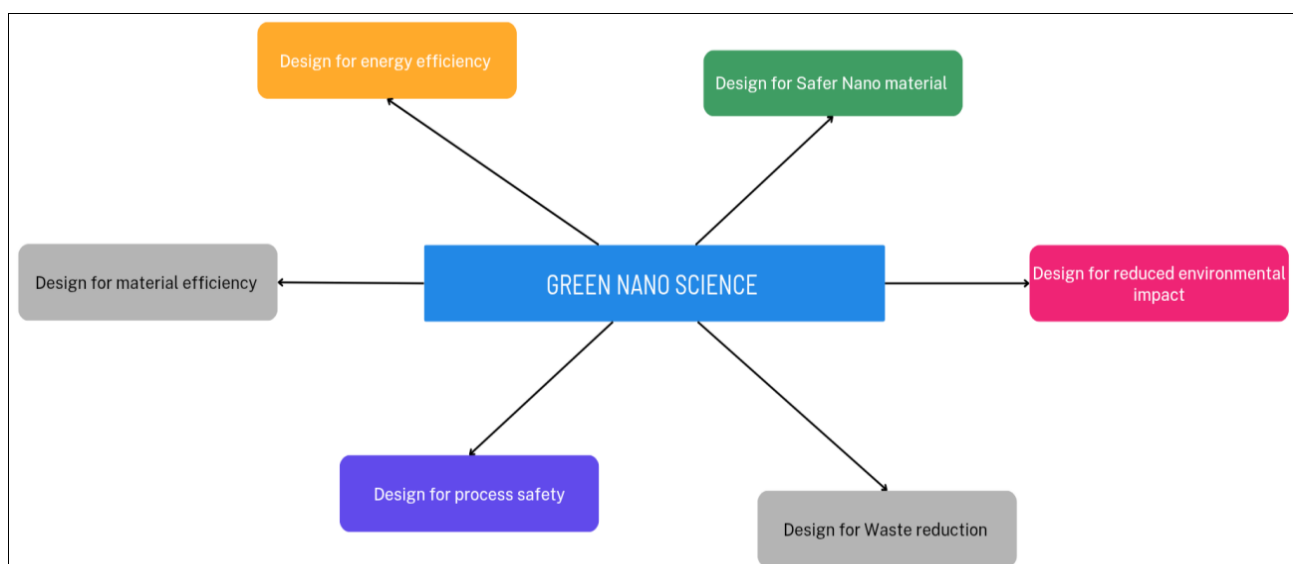 Design for energy efficiency
Design for Safer Nano material
Design for material efficiency
GREEN NANO SCIENCE
Design for reduced environmental
impact
Design for process safety
Design for Waste reduction